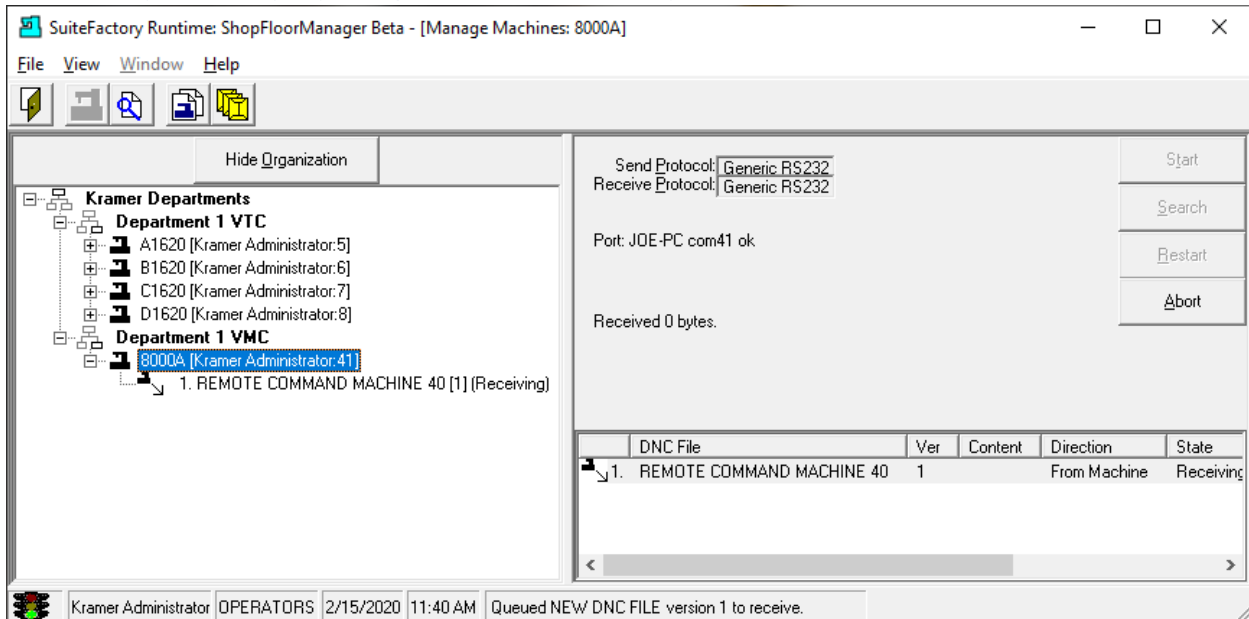 SuiteFactory Runtime: ShopFloorManager Beta - [Manage Machines: 8000A]
File View Window Help
Hide Organization
Kramer Departments
Department 1 VTC
A1620 [Kramer Administrator:5]
B1620 [Kramer Administrator:6]
C1620 [Kramer Administrator:7]
D1620 [Kramer Administrator:8]
Department 1 VMC
8000A [Kramer Administrator:41]
1. REMOTE COMMAND MACHINE 40 [1] (Receiving)
Send Protocol: Generic RS232
Receive Protocol: Generic RS232
Port: JOE-PC com41 ok
Received 0 bytes.
Start
Search
Restart
Abort
DNC File Ver Content Direction State
1. REMOTE COMMAND MACHINE 40 1 From Machine Receiving
Kramer Administrator OPERATORS 2/15/2020 11:40 AM Queued NEW DNC FILE version 1 to receive.